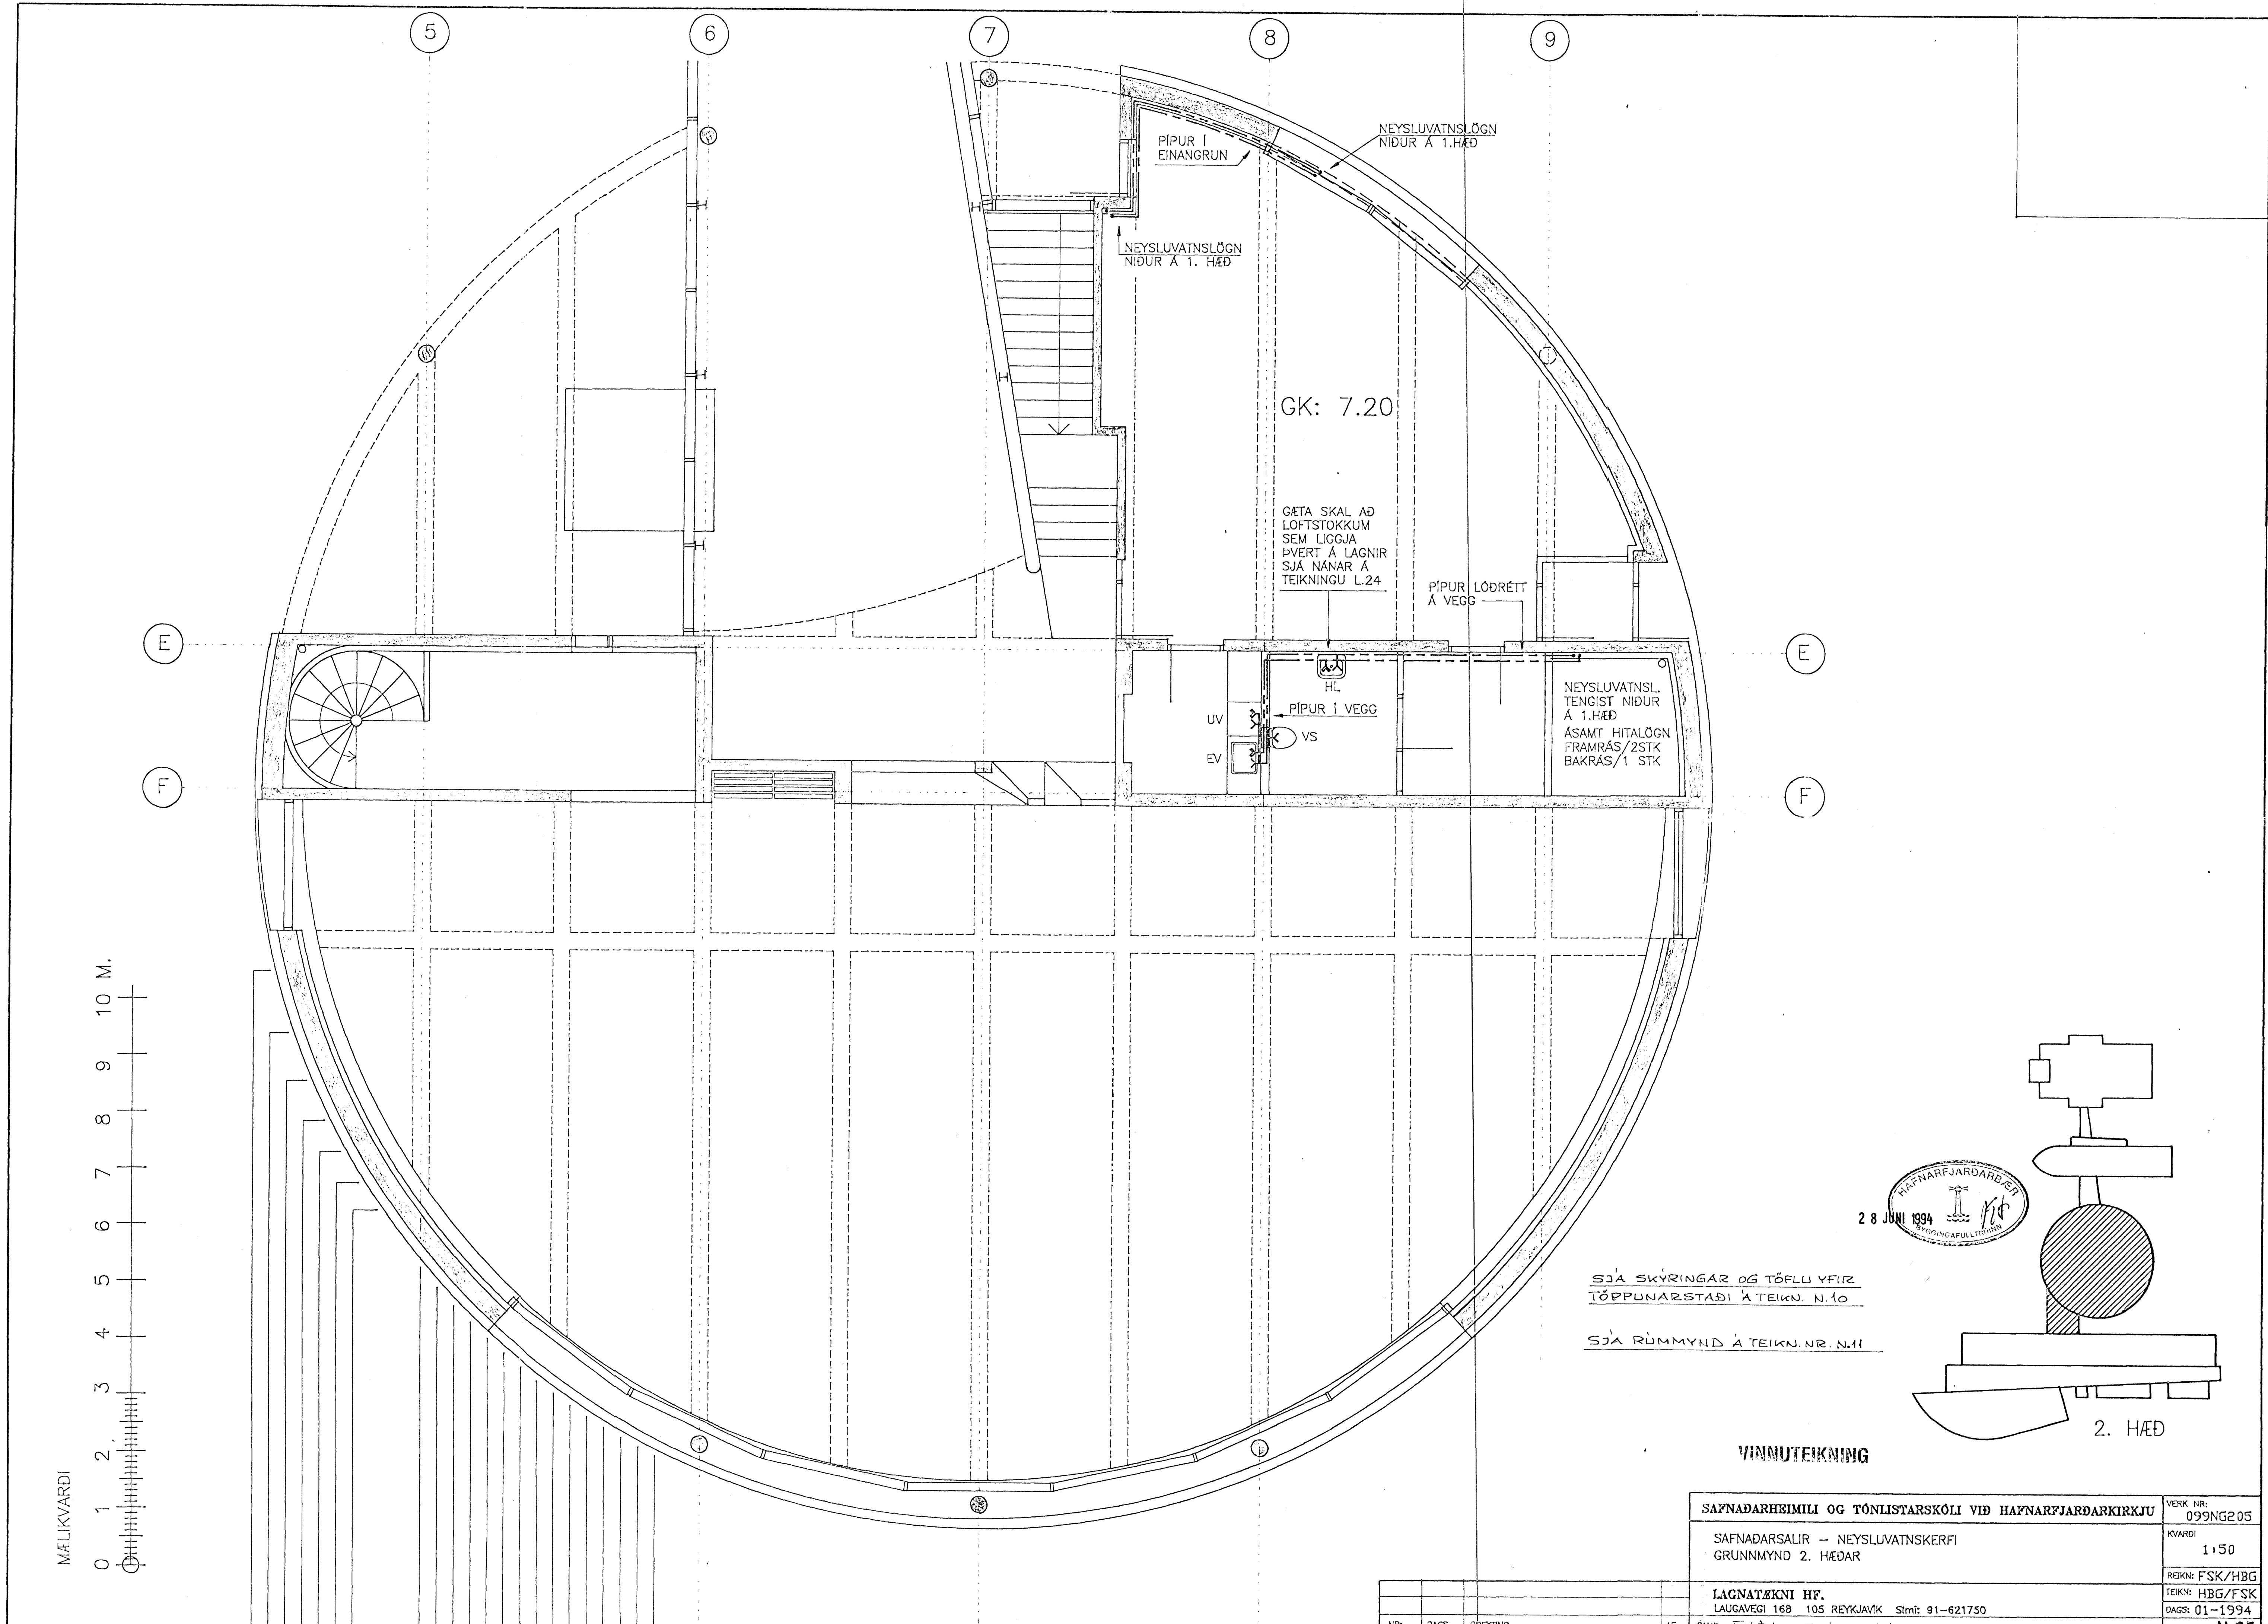 5
6
7
8
9
PÍPUR Í
EINANGRUN
NEYSLUVATNSLÖGN
NIÐUR Á 1.HÆÐ
NEYSLUVATNSLÖGN
NIÐUR Á 1. HÆÐ
GK: 7.20
GÆTA SKAL AÐ
LOFTSTOKKUM
SEM LIGGJA
ÞVERT Á LAGNIR
SJÁ NÁNAR Á
TEIKNINGU L.24
PÍPUR LÓÐRÉTT
Á VEGG
E
E
HL
PÍPUR Í VEGG
UV
VS
EV
NEYSLUVATNSL.
TENGIST NIÐUR
Á 1.HÆÐ
ÁSAMT HITALÖGN
FRAMRÁS/2STK
BAKRÁS/1 STK
F
F
MÆLIKVARÐI
0 1 2 3 4 5 6 7 8 9 10 M.
HAFNARFJARÐARBÆR
28 JUNI 1994
BYGGINGAFULLTRÚINN
SJÁ SKÝRINGAR OG TÖFLU YFIR
TÖPPUNARSTAÐI Á TEIKN. N.10
SJÁ RÚMMYND Á TEIKN.NR. N.11
2. HÆÐ
VINNUTEIKNING
SAFNAÐARHEIMILI OG TÓNLISTARSKÓLI VIÐ HAFNARFJARÐARKIRKJU
VERK NR:
099NG205
SAFNAÐARSALIR - NEYSLUVATNSKERFI
GRUNNMYND 2. HÆÐAR
KVARÐI
1:50
REIKN: FSK/HBG
LAGNATÆKNI HF.
TEIKN: HBG/FSK
LAUGAVEGI 168 105 REYKJAVÍK Sími: 91-621750
DAGS: 01-1994